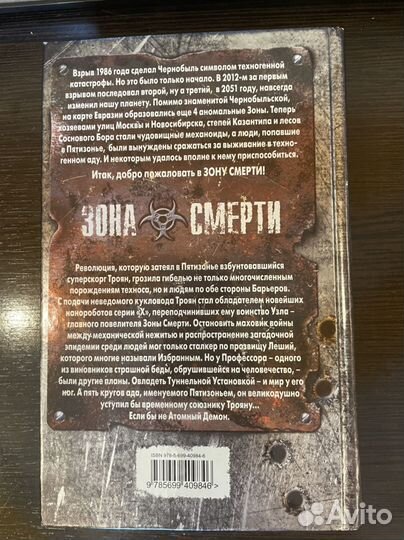 Взрыв 1986 года сделал Чернобыль символом техногенной
катастрофы. Но это было только начало. В 2012-м за первым
взрывом последовал второй, ну а третий, в 2051 году, навсегда
изменил нашу планету. Помимо знаменитой Чернобыльской,
на карте Евразии образовались еще 4 аномальные Зоны. Теперь
хозяевами улиц Москвы и Новосибирска, степей Казантипа и лесов
Соснового Бора стали чудовищные механоиды, а люди, попавшие
в Пятизонье, были вынуждены сражаться за выживание в техно-
генном аду. И некоторым удалось вполне к нему приспособиться.
Итак, добро пожаловать в ЗОНУ СМЕРТИ!
ЗОНА СМЕРТИ
Революция, которую затеял в Пятизонье взбунтовавшийся
суперскорг Троян, грозила гибелью не только многочисленным
порождениям техноса, но и людям по обе стороны Барьеров.
С подачи неведомого кукловода Троян стал обладателем новейших
нанороботов серии «Х», переподчинивших ему воинство Узла –
главного повелителя Зоны Смерти. Остановить маховик войны
между механической нежитью и распространение загадочной
эпидемии среди людей мог только сталкер по прозвищу Леший,
которого многие называли Избранным. Но у Профессора – одного
из виновников страшной беды, обрушившейся на человечество, –
были другие планы. Овладеть Туннельной Установкой – и мир у его
ног. А пять кругов ада, именуемого Пятизоньем, он великодушно
уступил бы временному союзнику Трояну...
Если бы не Атомный Демон.
ISBN 978-5-699-40984-6
9 785699 409846 >
Avito